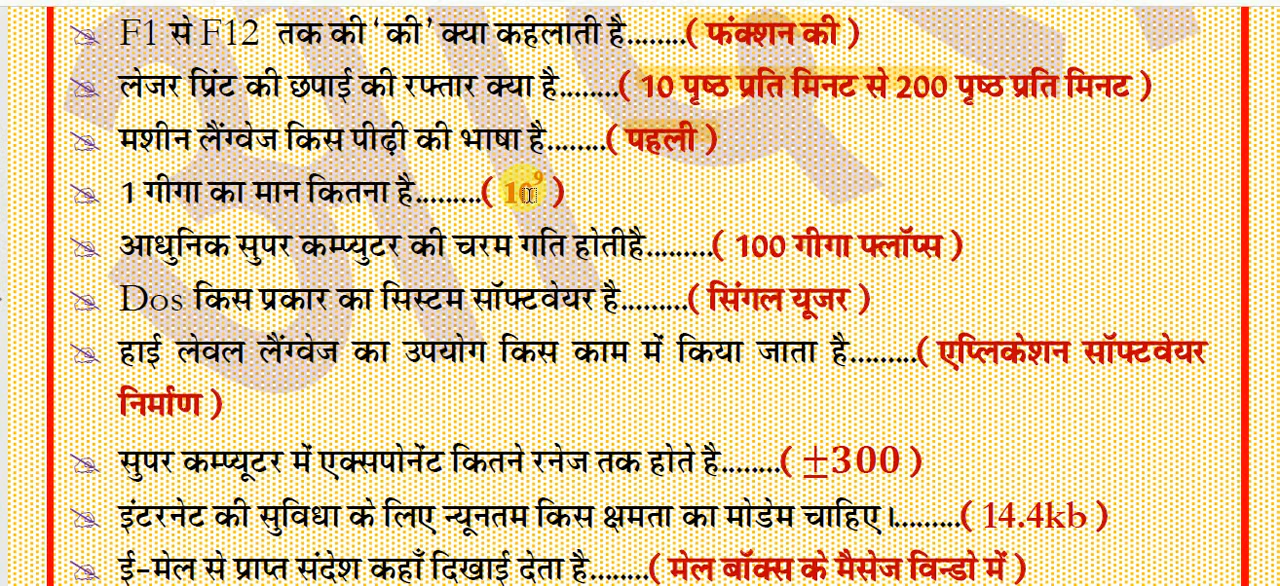 F1 से F12 तक की ‘की’ क्या कहलाती है........( फंक्शन की )
लेजर प्रिंट की छपाई की रफ्तार क्या है........( 10 पृष्ठ प्रति मिनट से 200 पृष्ठ प्रति मिनट )
मशीन लैंग्वेज किस पीढ़ी की भाषा है........( पहली )
1 गीगा का मान कितना है.........( 10⁹ )
आधुनिक सुपर कम्प्युटर की चरम गति होतीहै.........( 100 गीगा फ्लॉप्स )
Dos किस प्रकार का सिस्टम सॉफ्टवेयर है.........( सिंगल यूजर )
हाई लेवल लैंग्वेज का उपयोग किस काम में किया जाता है.........( एप्लिकेशन सॉफ्टवेयर
निर्माण )
सुपर कम्प्यूटर में एक्सपोनेंट कितने रनेज तक होते है........( ±300 )
इंटरनेट की सुविधा के लिए न्यूनतम किस क्षमता का मोडेम चाहिए।.........( 14.4kb )
ई-मेल से प्राप्त संदेश कहाँ दिखाई देता है........( मेल बॉक्स के मैसेज विन्डो में )